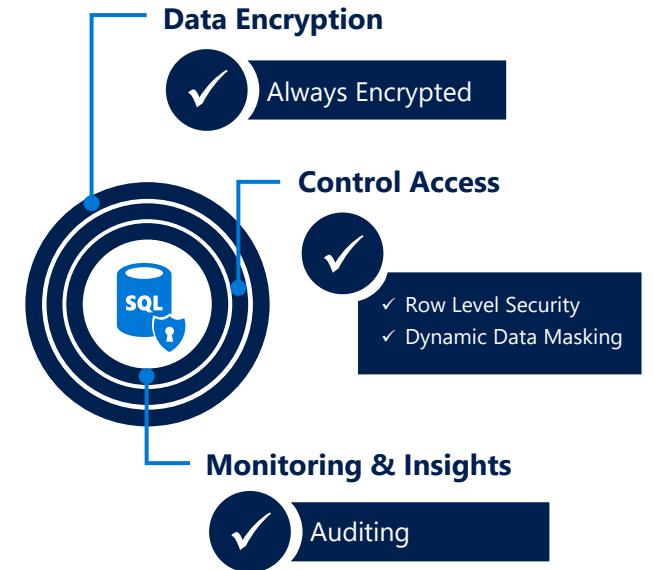 Data Encryption
Always Encrypted
Control Access
SQL
Row Level Security
Dynamic Data Masking
Monitoring & Insights
Auditing